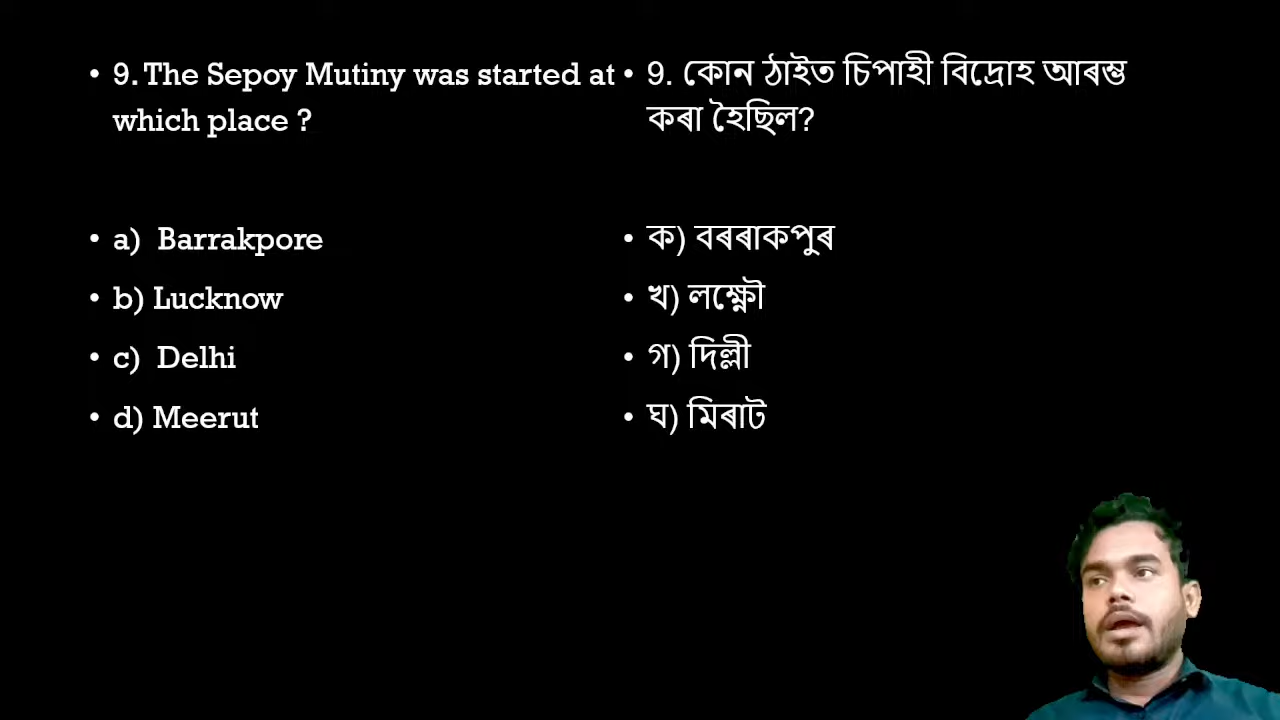 • 9. The Sepoy Mutiny was started at
which place ?
• a) Barrakpore
• b) Lucknow
• c) Delhi
• d) Meerut
• 9. কোন ঠাইত চিপাহী বিদ্ৰোহ আৰম্ভ
কৰা হৈছিল?
• ক) বৰৰাকপুৰ
• খ) লক্ষ্ণৌ
• গ) দিল্লী
• ঘ) মিৰাট